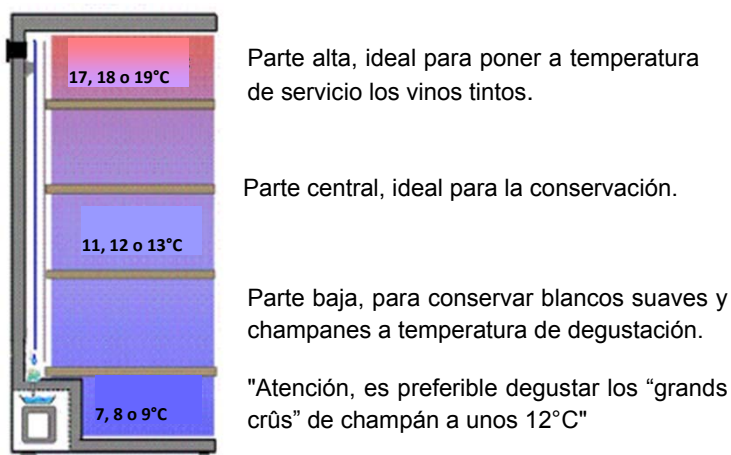 17, 18 o 19°C
Parte alta, ideal para poner a temperatura
de servicio los vinos tintos.
Parte central, ideal para la conservación.
11, 12 o 13°C
Parte baja, para conservar blancos suaves y
champanes a temperatura de degustación.
"Atención, es preferible degustar los “grands
crûs” de champán a unos 12°C"
7, 8 o 9°C